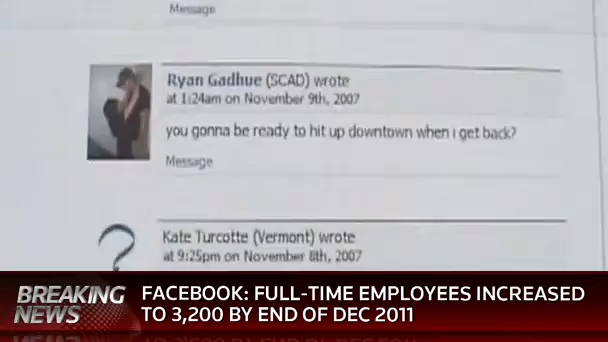 Message
Ryan Gadhue (SCAD) wrote
at 1:24am on November 9th, 2007
you gonna be ready to hit up downtown when i get back?
Message
?
Kate Turcotte (Vermont) wrote
at 9:25pm on November 8th, 2007
BREAKING NEWS
FACEBOOK: FULL-TIME EMPLOYEES INCREASED
TO 3,200 BY END OF DEC 2011